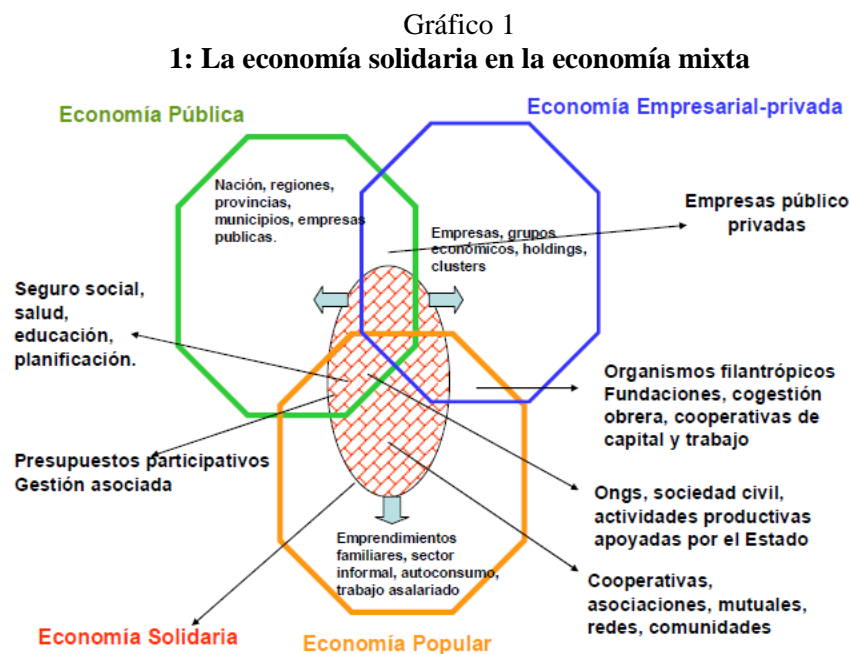 Gráfico 1
1: La economía solidaria en la economía mixta
Economía Pública
Economía Empresarial-privada
Nación, regiones,
provincias,
municipios, empresas
publicas.
Empresas, grupos
económicos, holdings,
clusters
Empresas público
privadas
Seguro social,
salud,
educación,
planificación.
Organismos filantrópicos
Fundaciones, cogestión
obrera, cooperativas de
capital y trabajo
Presupuestos participativos
Gestión asociada
Ongs, sociedad civil,
actividades productivas
apoyadas por el Estado
Emprendimientos
familiares, sector
informal, autoconsumo,
trabajo asalariado
Cooperativas,
asociaciones, mutuales,
redes, comunidades
Economía Solidaria
Economía Popular